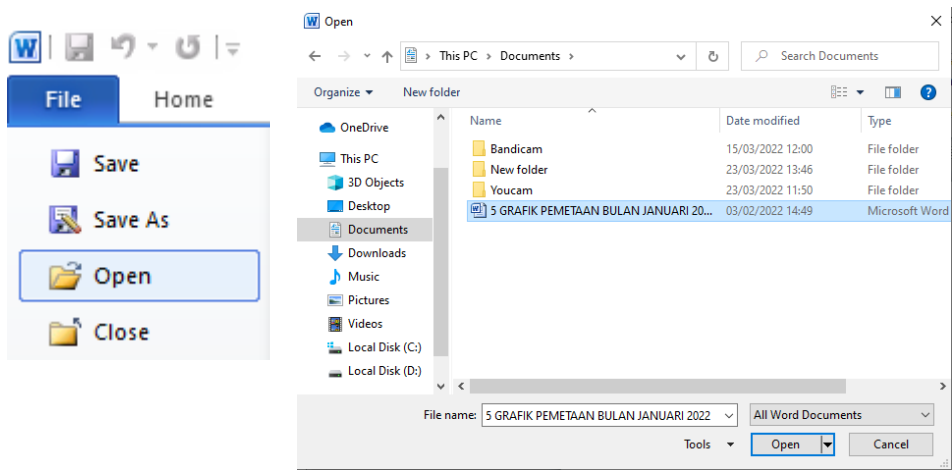 File Home
Save
Save As
Open
Close
Open
This PC > Documents >
Search Documents
Organize New folder
OneDrive
This PC
3D Objects
Desktop
Documents
Downloads
Music
Pictures
Videos
Local Disk (C:)
Local Disk (D:)
Name Date modified Type
Bandicam 15/03/2022 12:00 File folder
New folder 23/03/2022 13:46 File folder
Youcam 23/03/2022 11:50 File folder
5 GRAFIK PEMETAAN BULAN JANUARI 20... 03/02/2022 14:49 Microsoft Word
File name: 5 GRAFIK PEMETAAN BULAN JANUARI 2022 All Word Documents
Tools Open Cancel